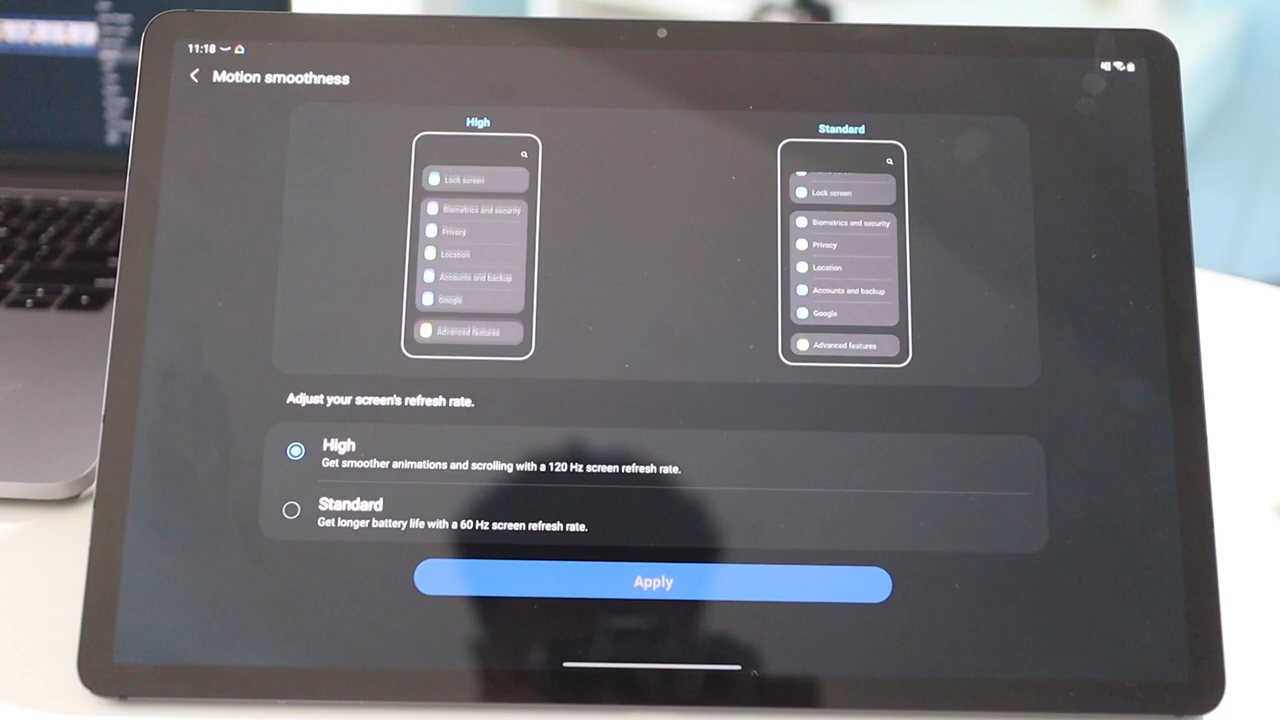 11:18
Motion smoothness
High
Lock screen
Biometrics and security
Privacy
Location
Accounts and backup
Google
Advanced features
Standard
Lock screen
Biometrics and security
Privacy
Location
Accounts and backup
Google
Advanced features
Adjust your screen's refresh rate.
High
Get smoother animations and scrolling with a 120 Hz screen refresh rate.
Standard
Get longer battery life with a 60 Hz screen refresh rate.
Apply